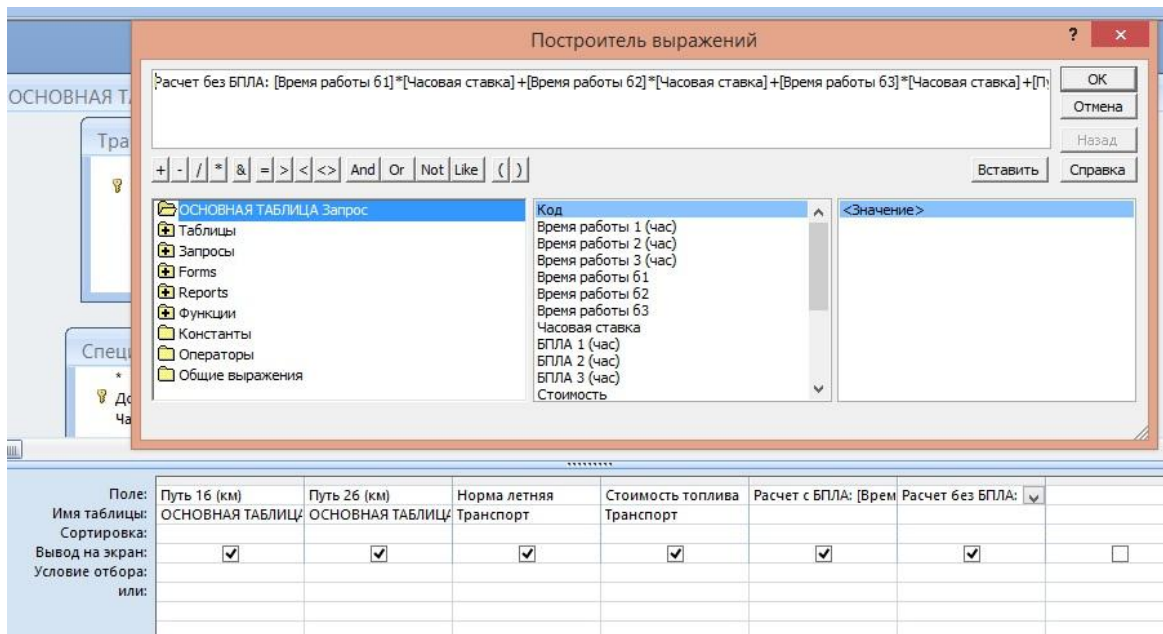 Построитель выражений
?
Расчет без БПЛА: [Время работы б1]*[Часовая ставка]+[Время работы б2]*[Часовая ставка]+[Время работы б3]*[Часовая ставка]+[П
OK
Отмена
Назад
+ - / * & = > < <> And Or Not Like ( ) Вставить Справка
ОСНОВНАЯ ТАБЛИЦА Запрос
Таблицы
Запросы
Forms
Reports
Функции
Константы
Операторы
Общие выражения
Код
Время работы 1 (час)
Время работы 2 (час)
Время работы 3 (час)
Время работы б1
Время работы б2
Время работы б3
Часовая ставка
БПЛА 1 (час)
БПЛА 2 (час)
БПЛА 3 (час)
Стоимость
<Значение>
ОСНОВНАЯ Т
Тра
Специ
*
До
Ча
Поле: Путь 1б (км) Путь 2б (км) Норма летняя Стоимость топлива Расчет с БПЛА: [Врем Расчет без БПЛА:
Имя таблицы: ОСНОВНАЯ ТАБЛИЦА ОСНОВНАЯ ТАБЛИЦА Транспорт Транспорт
Сортировка:
Вывод на экран:
Условие отбора:
или: